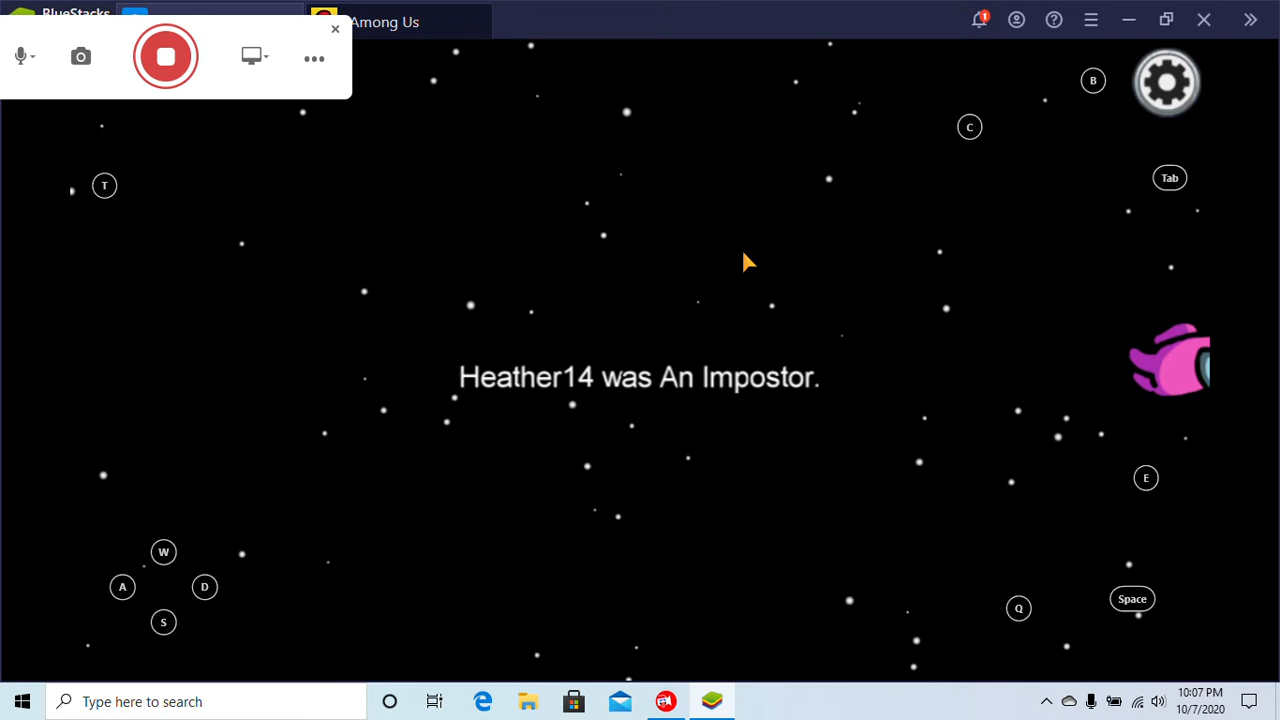 BlueStacks
Among Us
1
B
C
T
Tab
Heather14 was An Impostor.
E
W
A
D
S
Q
Space
Type here to search
10:07 PM
10/7/2020